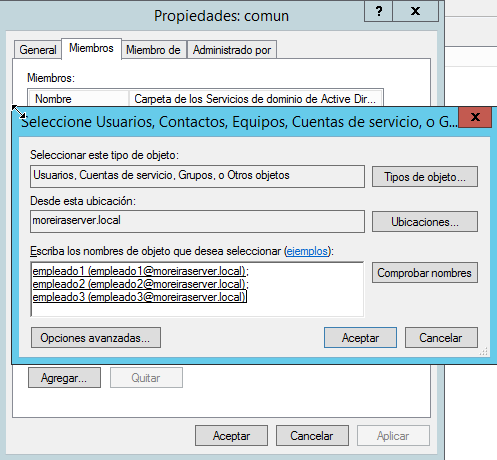 Propiedades: comun
? X
General Miembros Miembro de Administrado por
Miembros:
Nombre Carpeta de los Servicios de dominio de Active Dir...
Seleccione Usuarios, Contactos, Equipos, Cuentas de servicio, o G... X
Seleccionar este tipo de objeto:
Usuarios, Cuentas de servicio, Grupos, o Otros objetos Tipos de objeto...
Desde esta ubicación:
moreiraserver.local Ubicaciones...
Escriba los nombres de objeto que desea seleccionar (ejemplos):
empleado1 (empleado1@moreiraserver.local); Comprobar nombres
empleado2 (empleado2@moreiraserver.local);
empleado3 (empleado3@moreiraserver.local)
Opciones avanzadas... Aceptar Cancelar
Agregar... Quitar
Aceptar Cancelar Aplicar